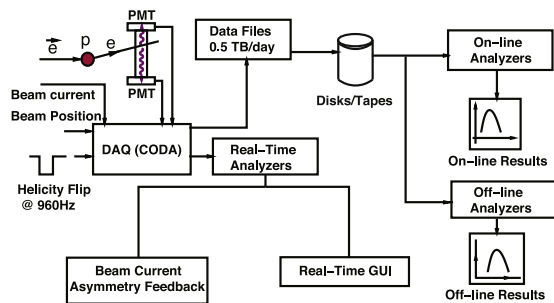 PMT
e
p
e
PMT
Data Files
0.5 TB/day
Disks/Tapes
On-line
Analyzers
On-line Results
Beam current
Beam Position
DAQ (CODA)
Real-Time
Analyzers
Helicity Flip
@ 960Hz
Off-line
Analyzers
Off-line Results
Beam Current
Asymmetry Feedback
Real-Time GUI